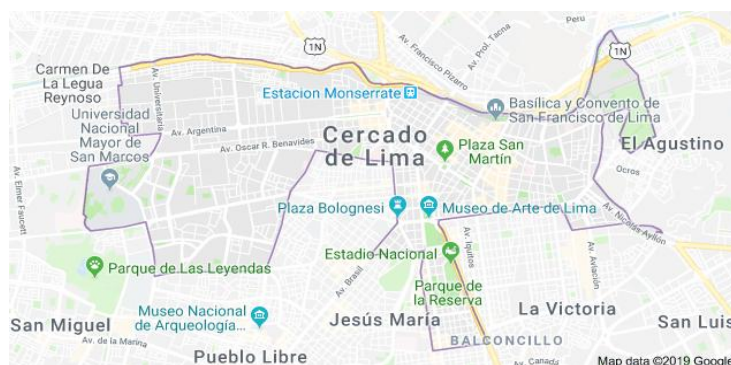 1N
Perú
Av. Prol. Tacna
Av. Francisco Pizarro
1N
Carmen De
La Legua
Reynoso
Av. Universitaria
Estacion Monserrate
Basílica y Convento de
San Francisco de Lima
Universidad
Nacional
Mayor de
San Marcos
Av. Argentina
Av. Oscar R. Benavides
Cercado
de Lima
Plaza San
Martín
El Agustino
Ocros
Av. Elmer Faucett
Plaza Bolognesi
Museo de Arte de Lima
Av. Nicolas Ayllón
Av. Iquitos
Estadio Nacional
Av. Aviación
Parque de Las Leyendas
Av. Brasil
Parque de
la Reserva
Museo Nacional
de Arqueología...
La Victoria
San Miguel
Jesús María
San Luis
Av. de la Marina
BALCONCILLO
Pueblo Libre
Av. Canadá
Map data ©2019 Google